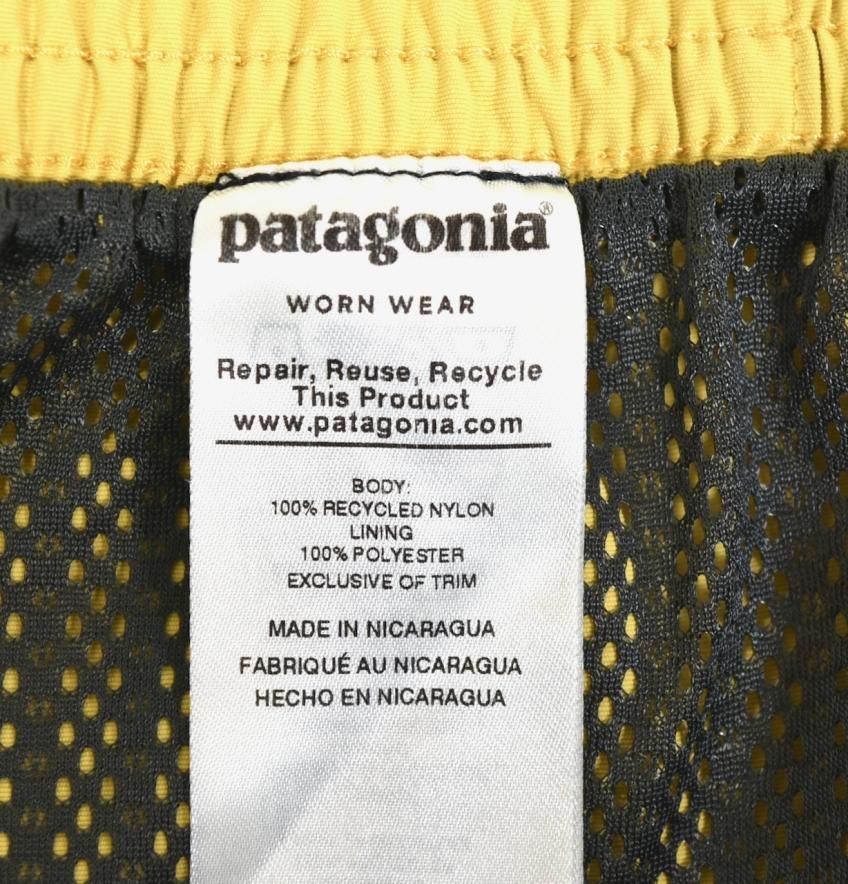 patagonia®
WORN WEAR
Repair, Reuse, Recycle
This Product
www.patagonia.com
BODY:
100% RECYCLED NYLON
LINING
100% POLYESTER
EXCLUSIVE OF TRIM
MADE IN NICARAGUA
FABRIQUÉ AU NICARAGUA
HECHO EN NICARAGUA